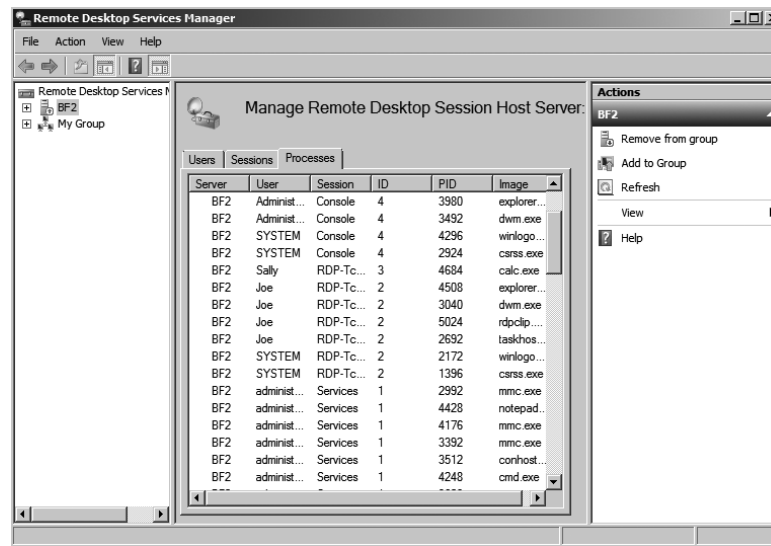 Remote Desktop Services Manager
File Action View Help
Remote Desktop Services M
BF2
My Group
Manage Remote Desktop Session Host Server:
Users Sessions Processes
Server User Session ID PID Image
BF2 Administ... Console 4 3980 explorer...
BF2 Administ... Console 4 3492 dwm.exe
BF2 SYSTEM Console 4 4296 winlogo...
BF2 SYSTEM Console 4 2924 csrss.exe
BF2 Sally RDP-Tc... 3 4684 calc.exe
BF2 Joe RDP-Tc... 2 4508 explorer...
BF2 Joe RDP-Tc... 2 3040 dwm.exe
BF2 Joe RDP-Tc... 2 5024 rdpclip....
BF2 Joe RDP-Tc... 2 2692 taskhos...
BF2 SYSTEM RDP-Tc... 2 2172 winlogo...
BF2 SYSTEM RDP-Tc... 2 1396 csrss.exe
BF2 administ... Services 1 2992 mmc.exe
BF2 administ... Services 1 4428 notepad...
BF2 administ... Services 1 4176 mmc.exe
BF2 administ... Services 1 3392 mmc.exe
BF2 administ... Services 1 3512 conhost...
BF2 administ... Services 1 4248 cmd.exe
Actions
BF2
Remove from group
Add to Group
Refresh
View
Help